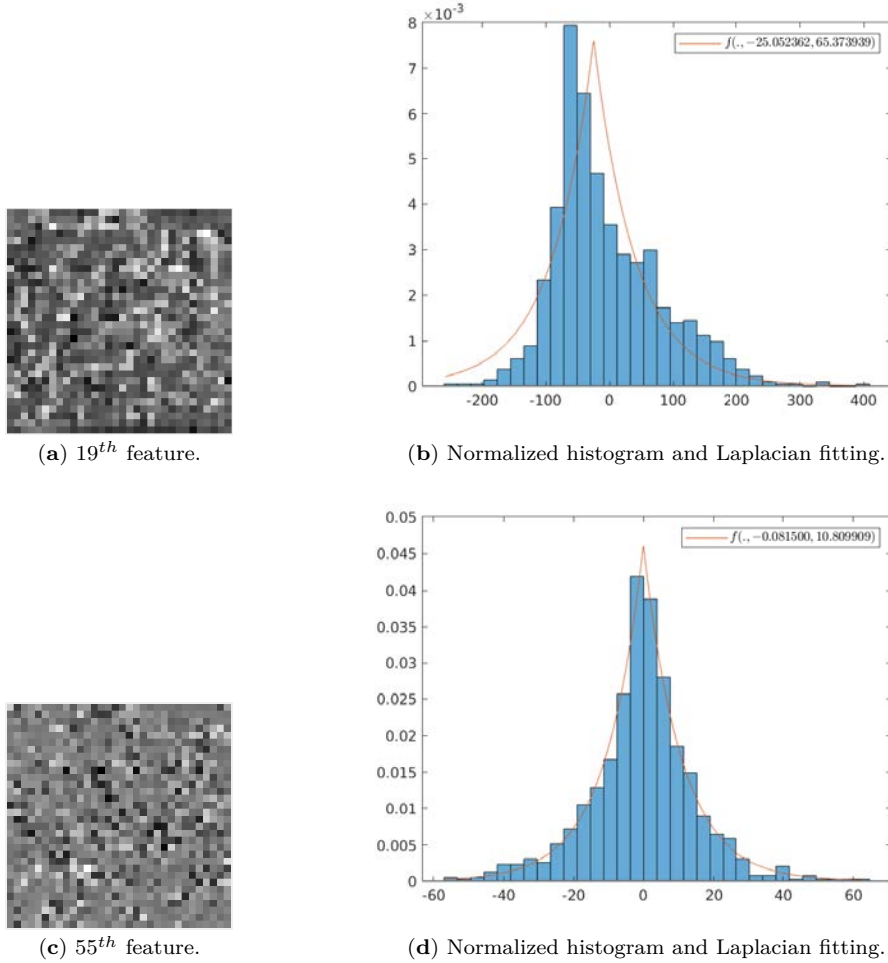 ×10⁻³
f(., −25.052362, 65.373939)
8
7
6
5
4
3
2
1
0
-200 -100 0 100 200 300 400
(a) 19th feature.
(b) Normalized histogram and Laplacian fitting.
f(., −0.081500, 10.809909)
0.05
0.045
0.04
0.035
0.03
0.025
0.02
0.015
0.01
0.005
0
-60 -40 -20 0 20 40 60
(c) 55th feature.
(d) Normalized histogram and Laplacian fitting.